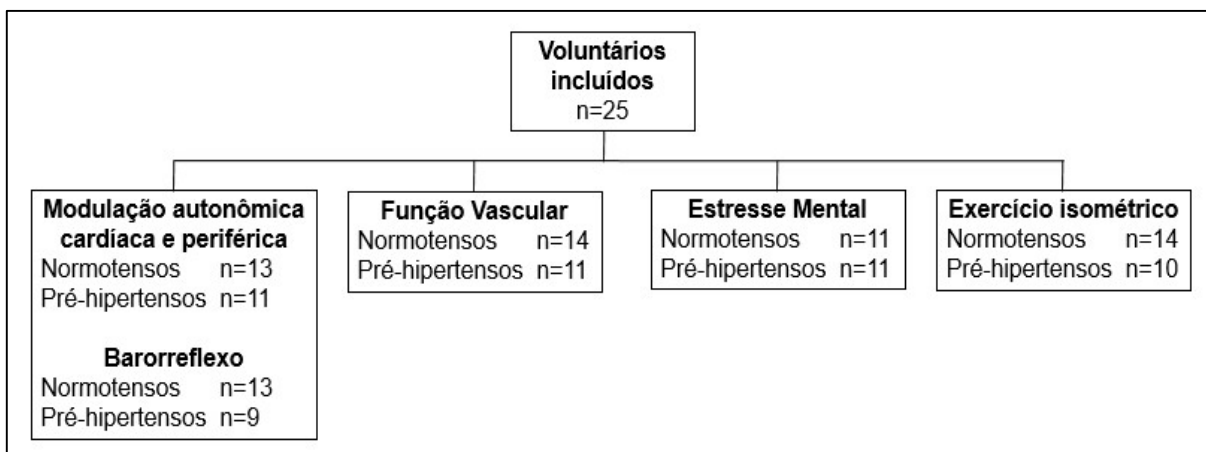 Voluntários
incluídos
n=25
Modulação autonômica
cardíaca e periférica
Normotensos n=13
Pré-hipertensos n=11
Barorreflexo
Normotensos n=13
Pré-hipertensos n=9
Função Vascular
Normotensos n=14
Pré-hipertensos n=11
Estresse Mental
Normotensos n=11
Pré-hipertensos n=11
Exercício isométrico
Normotensos n=14
Pré-hipertensos n=10